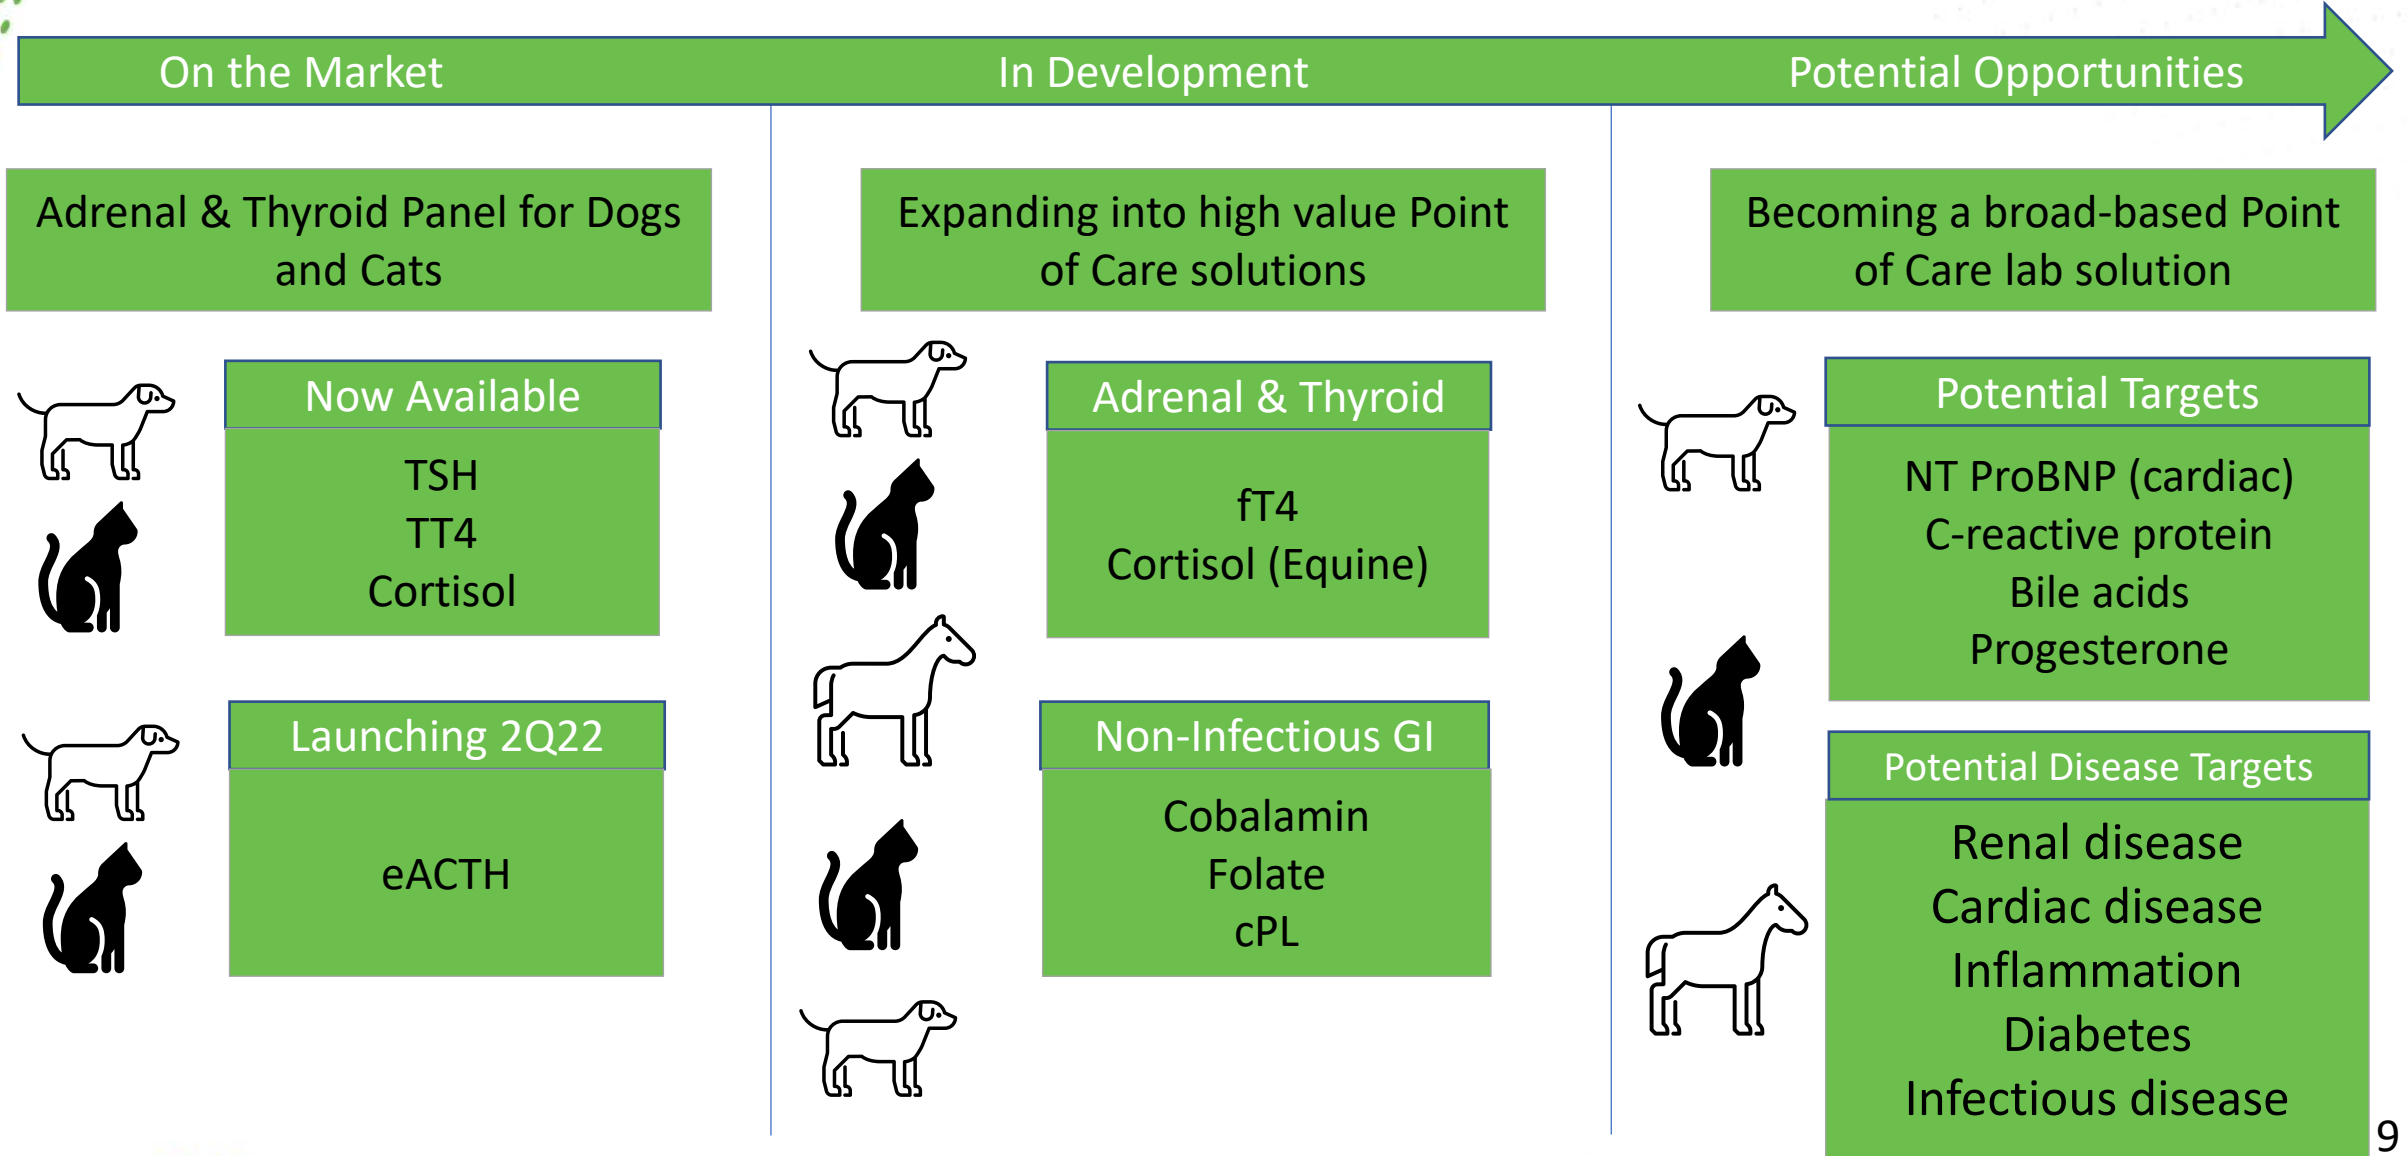 On the Market
In Development
Potential Opportunities
Adrenal & Thyroid Panel for Dogs
and Cats
Now Available
TSH
TT4
Cortisol
Launching 2Q22
eACTH
Expanding into high value Point
of Care solutions
Adrenal & Thyroid
fT4
Cortisol (Equine)
Non-Infectious GI
Cobalamin
Folate
cPL
Becoming a broad-based Point
of Care lab solution
Potential Targets
NT ProBNP (cardiac)
C-reactive protein
Bile acids
Progesterone
Potential Disease Targets
Renal disease
Cardiac disease
Inflammation
Diabetes
Infectious disease
9